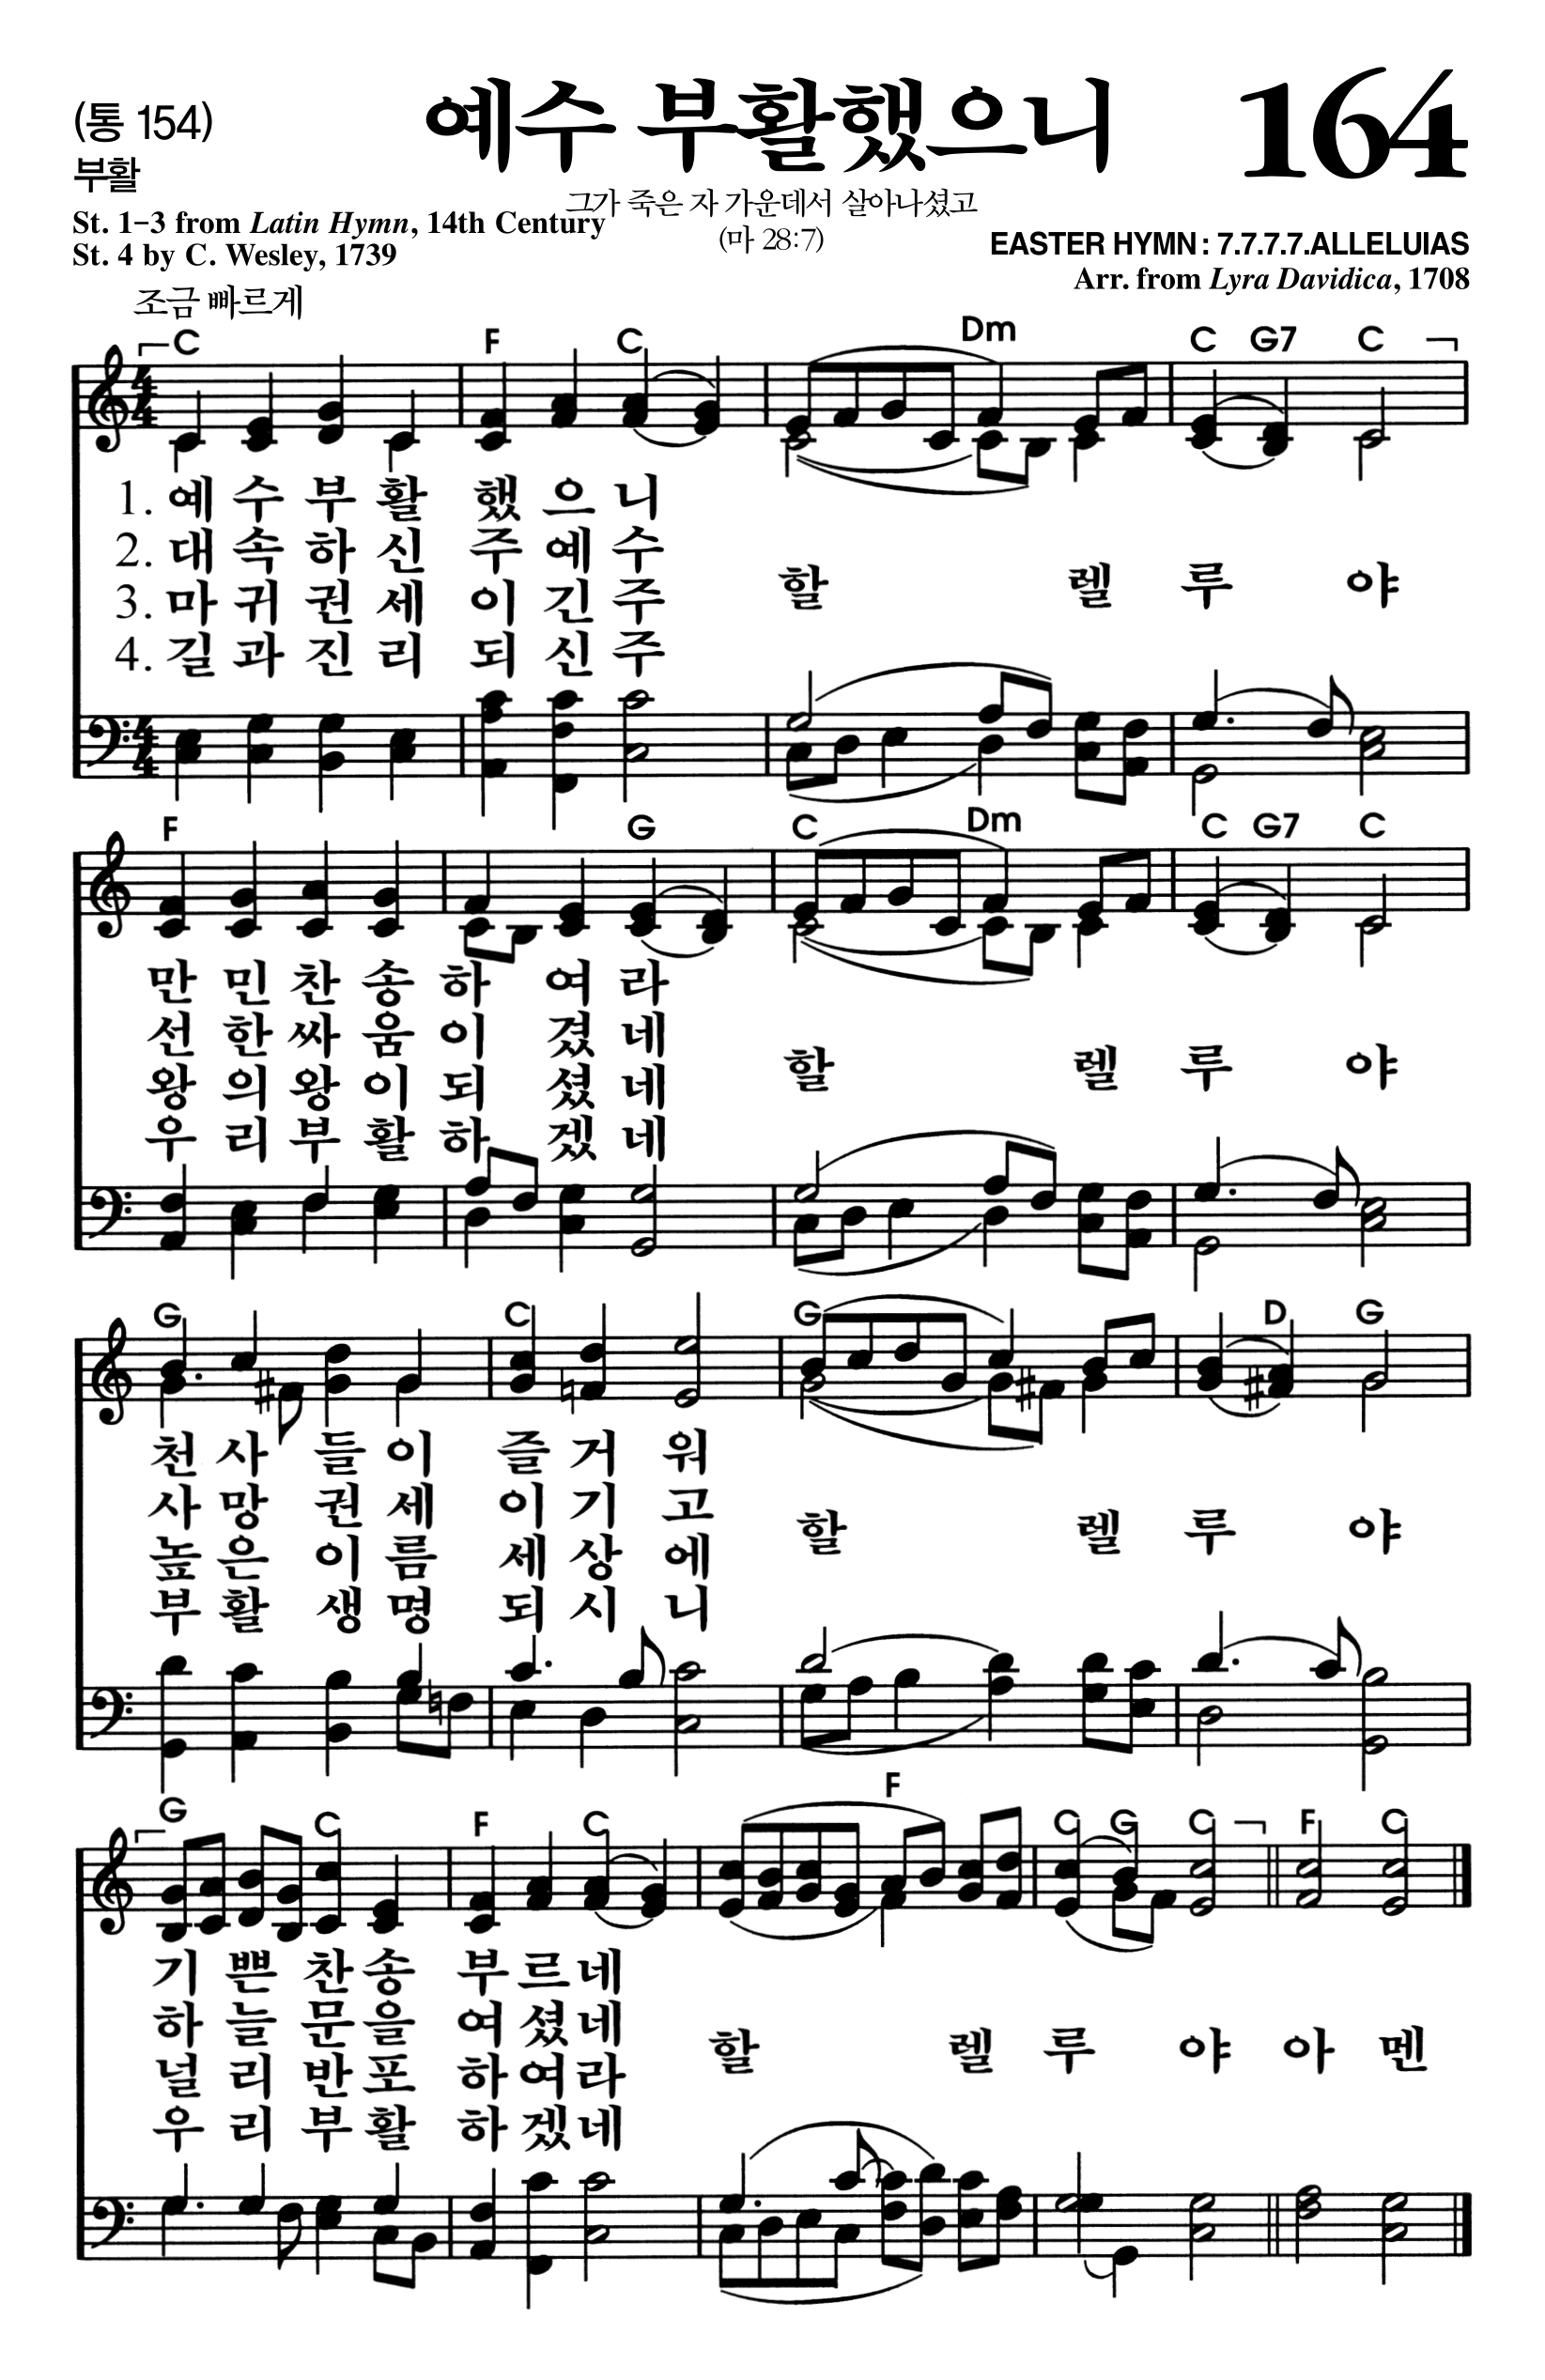 (통 154)
예수 부활했으니
164
부활
그가 죽은 자 가운데서 살아나셨고
(마 28:7)
St. 1-3 from Latin Hymn, 14th Century
St. 4 by C. Wesley, 1739
EASTER HYMN : 7.7.7.7.ALLELUIAS
Arr. from Lyra Davidica, 1708
조금 빠르게
C F C Dm C G7 C
1. 예 수 부 활 했 으 니
2. 대 속 하 신 주 예 수
3. 마 귀 권 세 이 긴 주
4. 길 과 진 리 되 신 주
할 렐 루 야
F G C Dm C G7 C
만 민 찬 송 하 여 라
선 한 싸 움 이 겼 네
왕 의 왕 이 되 셨 네
우 리 부 활 하 겠 네
할 렐 루 야
G C G D G
천 사 들 이 즐 거 워
사 망 권 세 이 기 고
높 은 이 름 세 상 에
부 활 생 명 되 시 니
할 렐 루 야
G C F C F C G C F C
기 쁜 찬 송 부 르 네
하 늘 문 을 여 셨 네
널 리 반 포 하 여 라
우 리 부 활 하 겠 네
할 렐 루 야 아 멘